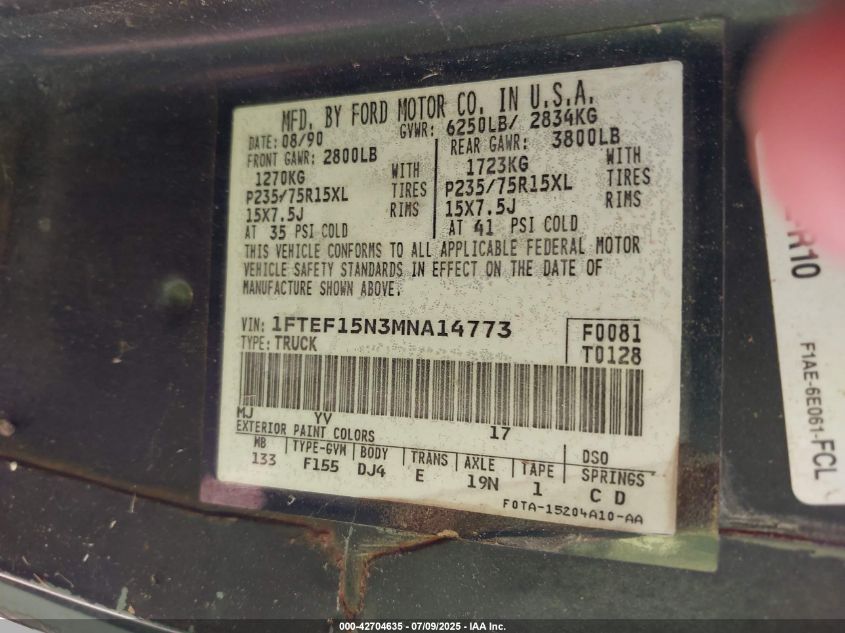 MFD. BY FORD MOTOR CO. IN U.S.A.
DATE: 08/90 GVWR: 6250LB/ 2834KG
FRONT GAWR: 2800LB REAR GAWR: 3800LB
1270KG WITH 1723KG WITH
P235/75R15XL TIRES P235/75R15XL TIRES
15X7.5J RIMS 15X7.5J RIMS
AT 35 PSI COLD AT 41 PSI COLD
THIS VEHICLE CONFORMS TO ALL APPLICABLE FEDERAL MOTOR
VEHICLE SAFETY STANDARDS IN EFFECT ON THE DATE OF
MANUFACTURE SHOWN ABOVE.
VIN: 1FTEF15N3MNA14773 F0081
TYPE: TRUCK T0128
MJ YV 17
EXTERIOR PAINT COLORS DSO
WB TYPE-GVW BODY TRANS AXLE TAPE SPRINGS
133 F155 DJ4 E 19N 1 C D
F0TA-15204A10-AA
R10
F1AE-6E061-FCL
000-42704635 - 07/09/2025 - IAA Inc.